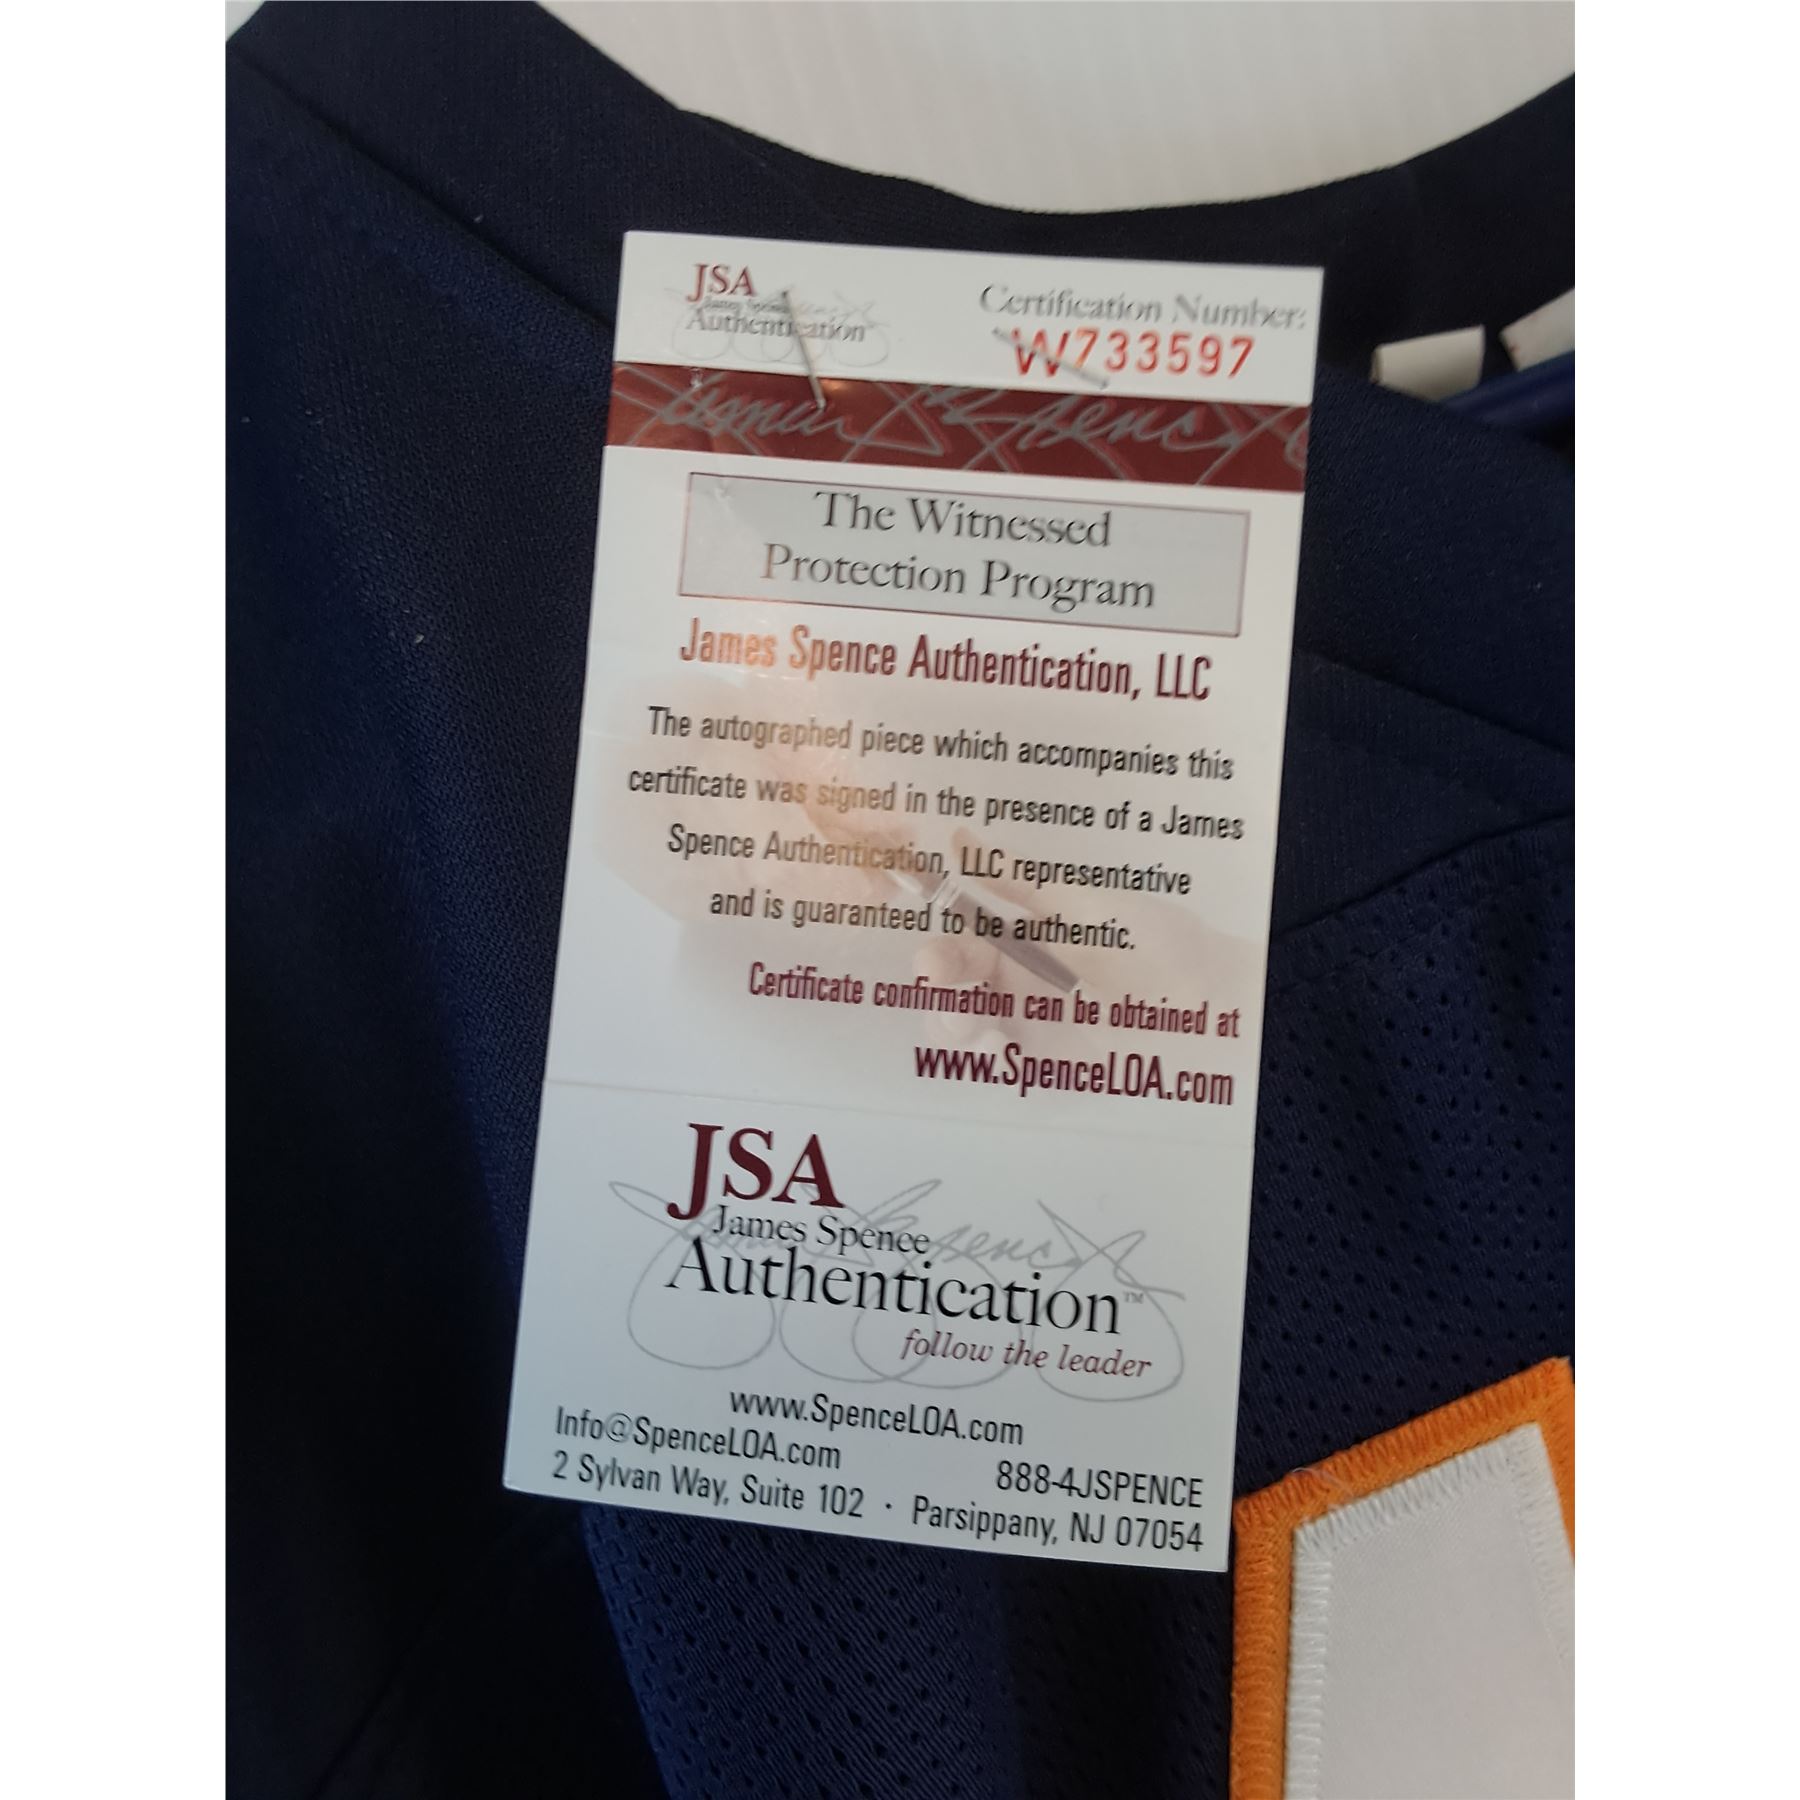 JSA
James Spence
Authentication
Certification Number:
W733597
The Witnessed
Protection Program
James Spence Authentication, LLC
The autographed piece which accompanies this
certificate was signed in the presence of a James
Spence Authentication, LLC representative
and is guaranteed to be authentic.
Certificate confirmation can be obtained at
www.SpenceLOA.com
JSA
James Spence
Authentication™
follow the leader
www.SpenceLOA.com
Info@SpenceLOA.com 888-4JSPENCE
2 Sylvan Way, Suite 102 · Parsippany, NJ 07054